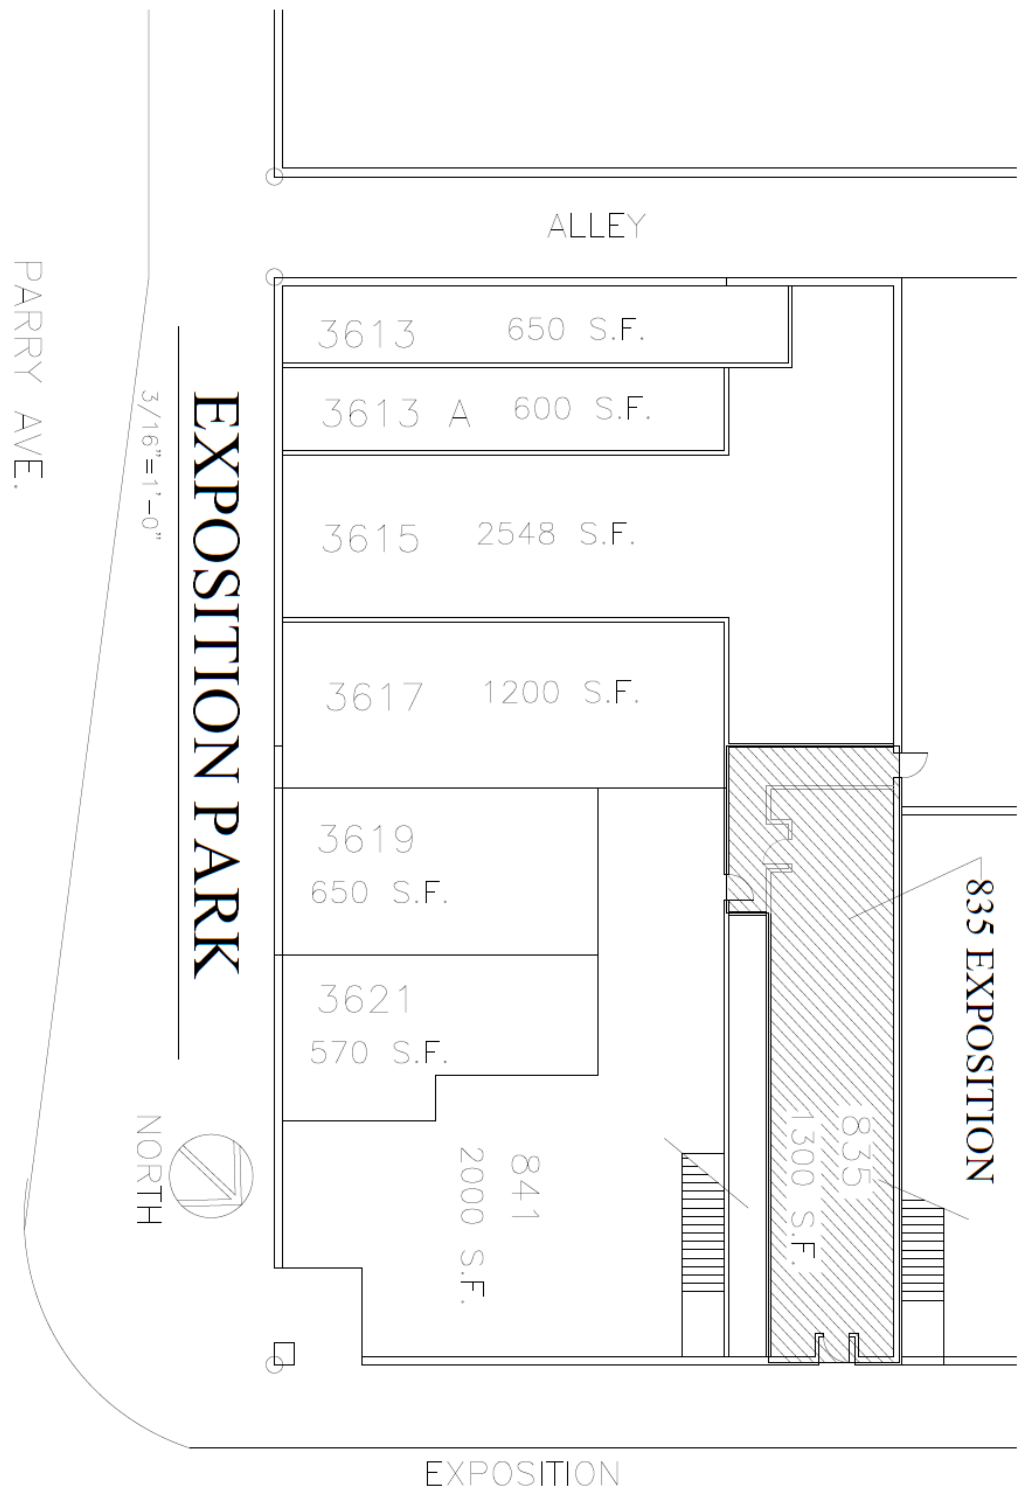 ALLEY
PARRY AVE.
3613 650 S.F.
3613 A 600 S.F.
3/16"=1'-0"
EXPOSITION PARK
3615 2548 S.F.
3617 1200 S.F.
3619
650 S.F.
835 EXPOSITION
3621
570 S.F.
NORTH
841
2000 S.F.
835
1300 S.F.
EXPOSITION